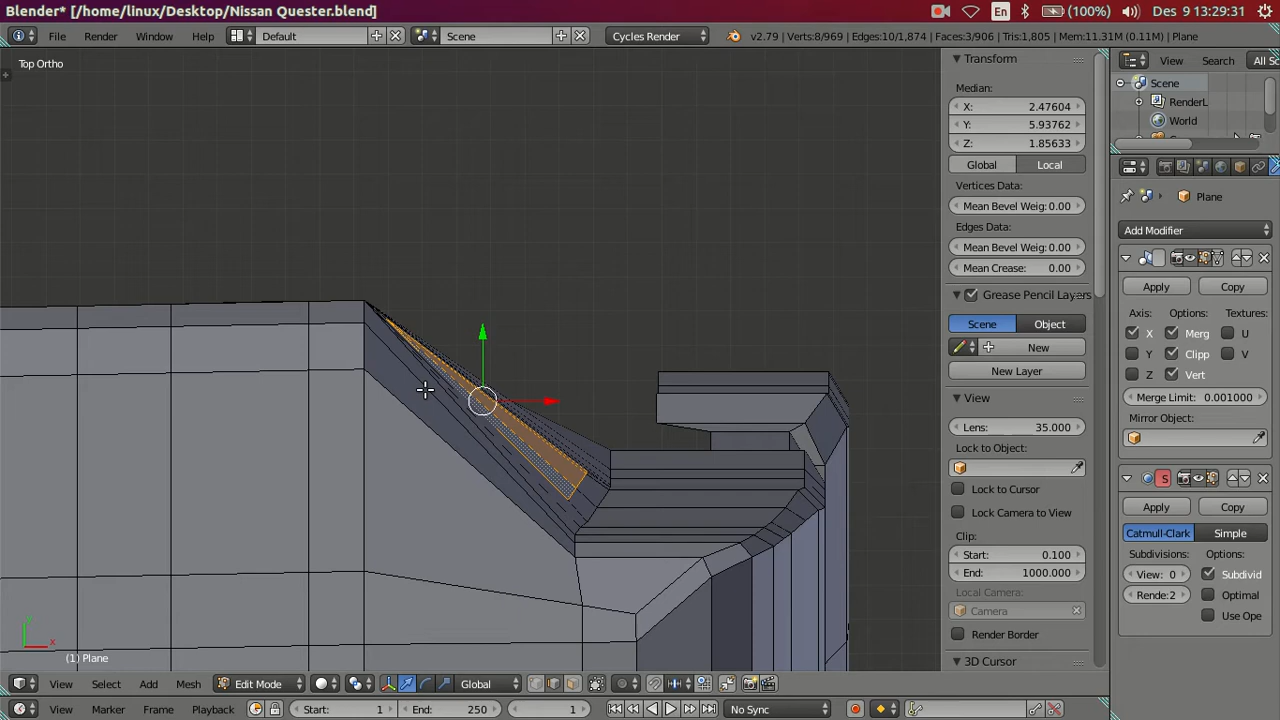 Blender* [/home/linux/Desktop/Nissan Quester.blend]
En
(100%)
Des 9 13:29:31
File
Render
Window
Help
Default
Scene
Cycles Render
v2.79 | Verts:8/969 | Edges:10/1,874 | Faces:3/906 | Tris:1,805 | Mem:11.31M (0.11M) | Plane
View
Search
All Sc
Top Ortho
Transform
Median:
X: 2.47604
Y: 5.93762
Z: 1.85633
Global
Local
Vertices Data:
Mean Bevel Weig: 0.00
Edges Data:
Mean Bevel Weig: 0.00
Mean Crease: 0.00
Grease Pencil Layers
Scene
Object
New
New Layer
View
Lens: 35.000
Lock to Object:
Lock to Cursor
Lock Camera to View
Clip:
Start: 0.100
End: 1000.000
Local Camera:
Camera
Render Border
3D Cursor
Scene
RenderL
World
Plane
Add Modifier
Apply
Copy
Axis:
Options:
Textures:
X
Merg
U
Y
Clipp
V
Z
Vert
Merge Limit: 0.001000
Mirror Object:
S
Apply
Copy
Catmull-Clark
Simple
Subdivisions:
Options:
View: 0
Subdivid
Rende: 2
Optimal
Use Ope
y
x
(1) Plane
View
Select
Add
Mesh
Edit Mode
Global
View
Marker
Frame
Playback
Start: 1
End: 250
1
No Sync